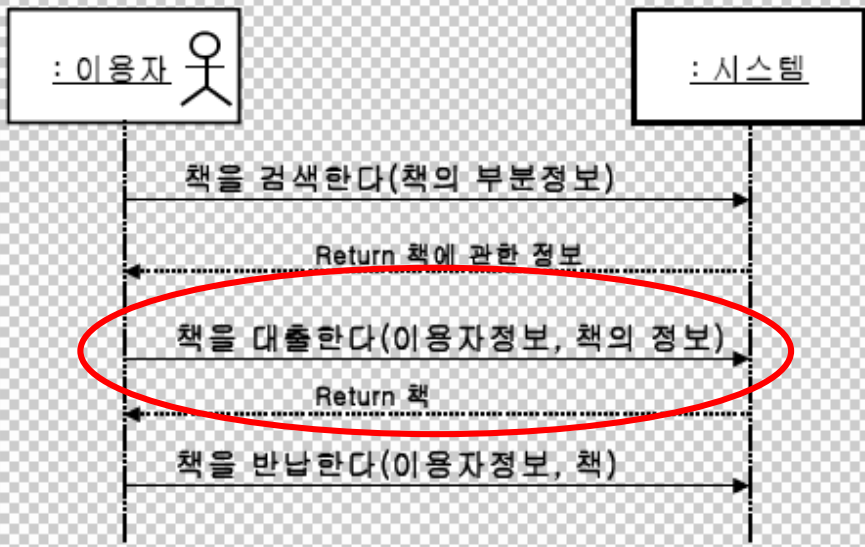 : 이용자
: 시스템
책을 검색한다(책의 부분정보)
Return 책에 관한 정보
책을 대출한다(이용자정보, 책의 정보)
Return 책
책을 반납한다(이용자정보, 책)